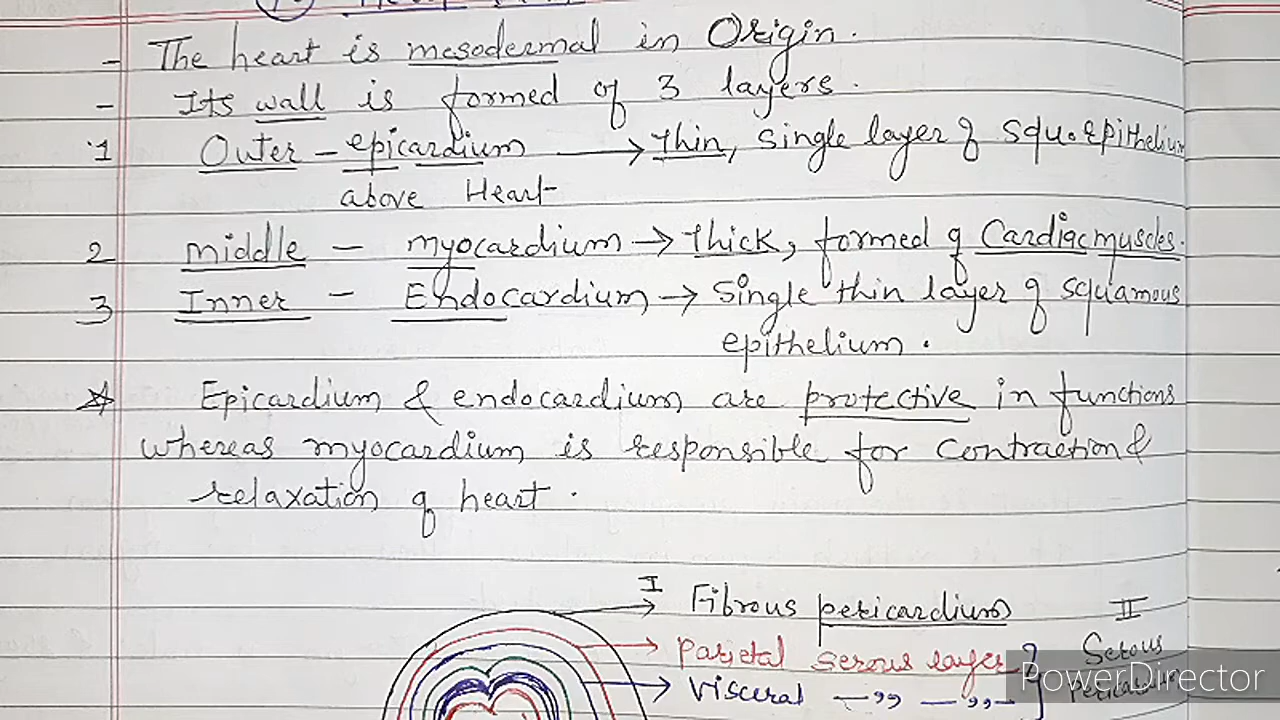 - The heart is mesodermal in Origin.
- Its wall is formed of 3 layers.
1 Outer - epicardium → thin, single layer of squ. epithelium
above Heart
2 middle - myocardium → thick, formed of Cardiac muscles.
3 Inner - Endocardium → Single thin layer of squamous
epithelium.
☆ Epicardium & endocardium are protective in functions
whereas myocardium is responsible for contraction &
relaxation of heart.
I → Fibrous pericardium II
→ Parietal serous layer } Serous
→ Visceral —,,— —,,— Pericardium
PowerDirector